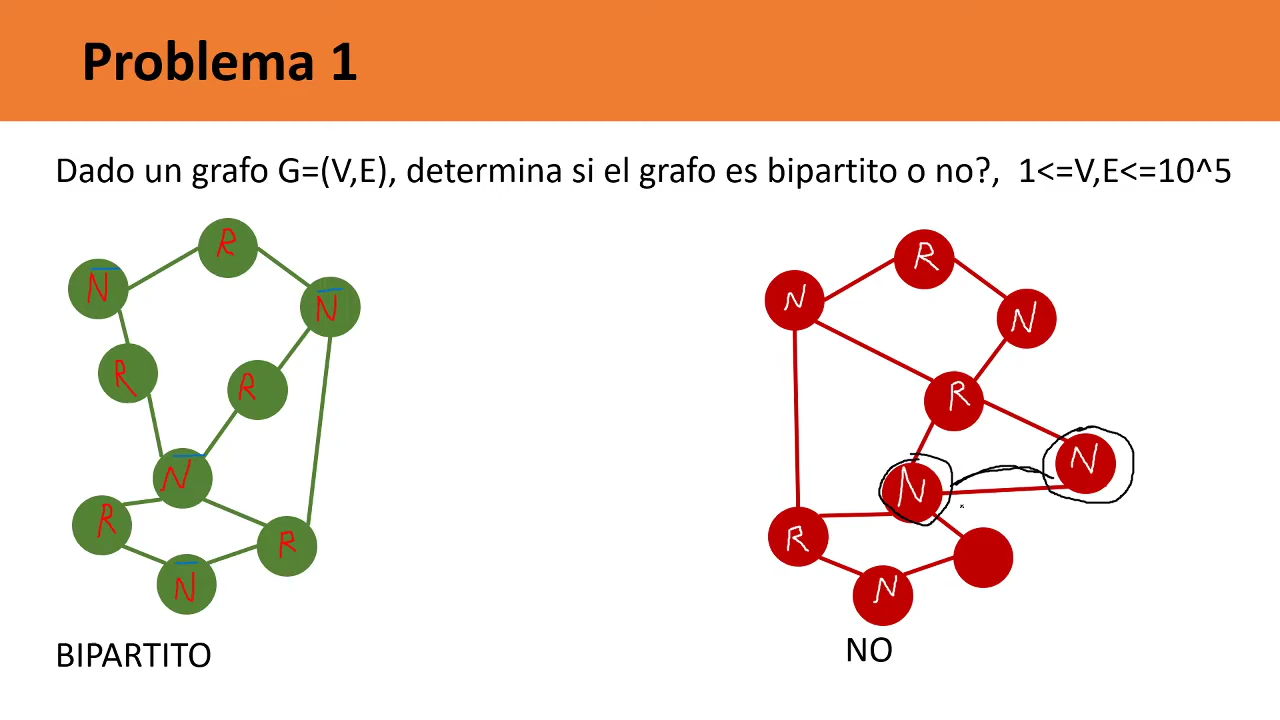 Problema 1
Dado un grafo G=(V,E), determina si el grafo es bipartito o no?, 1<=V,E<=10^5
R
N
N
R
R
N
R
R
N
BIPARTITO
R
N
N
R
N
N
R
N
NO